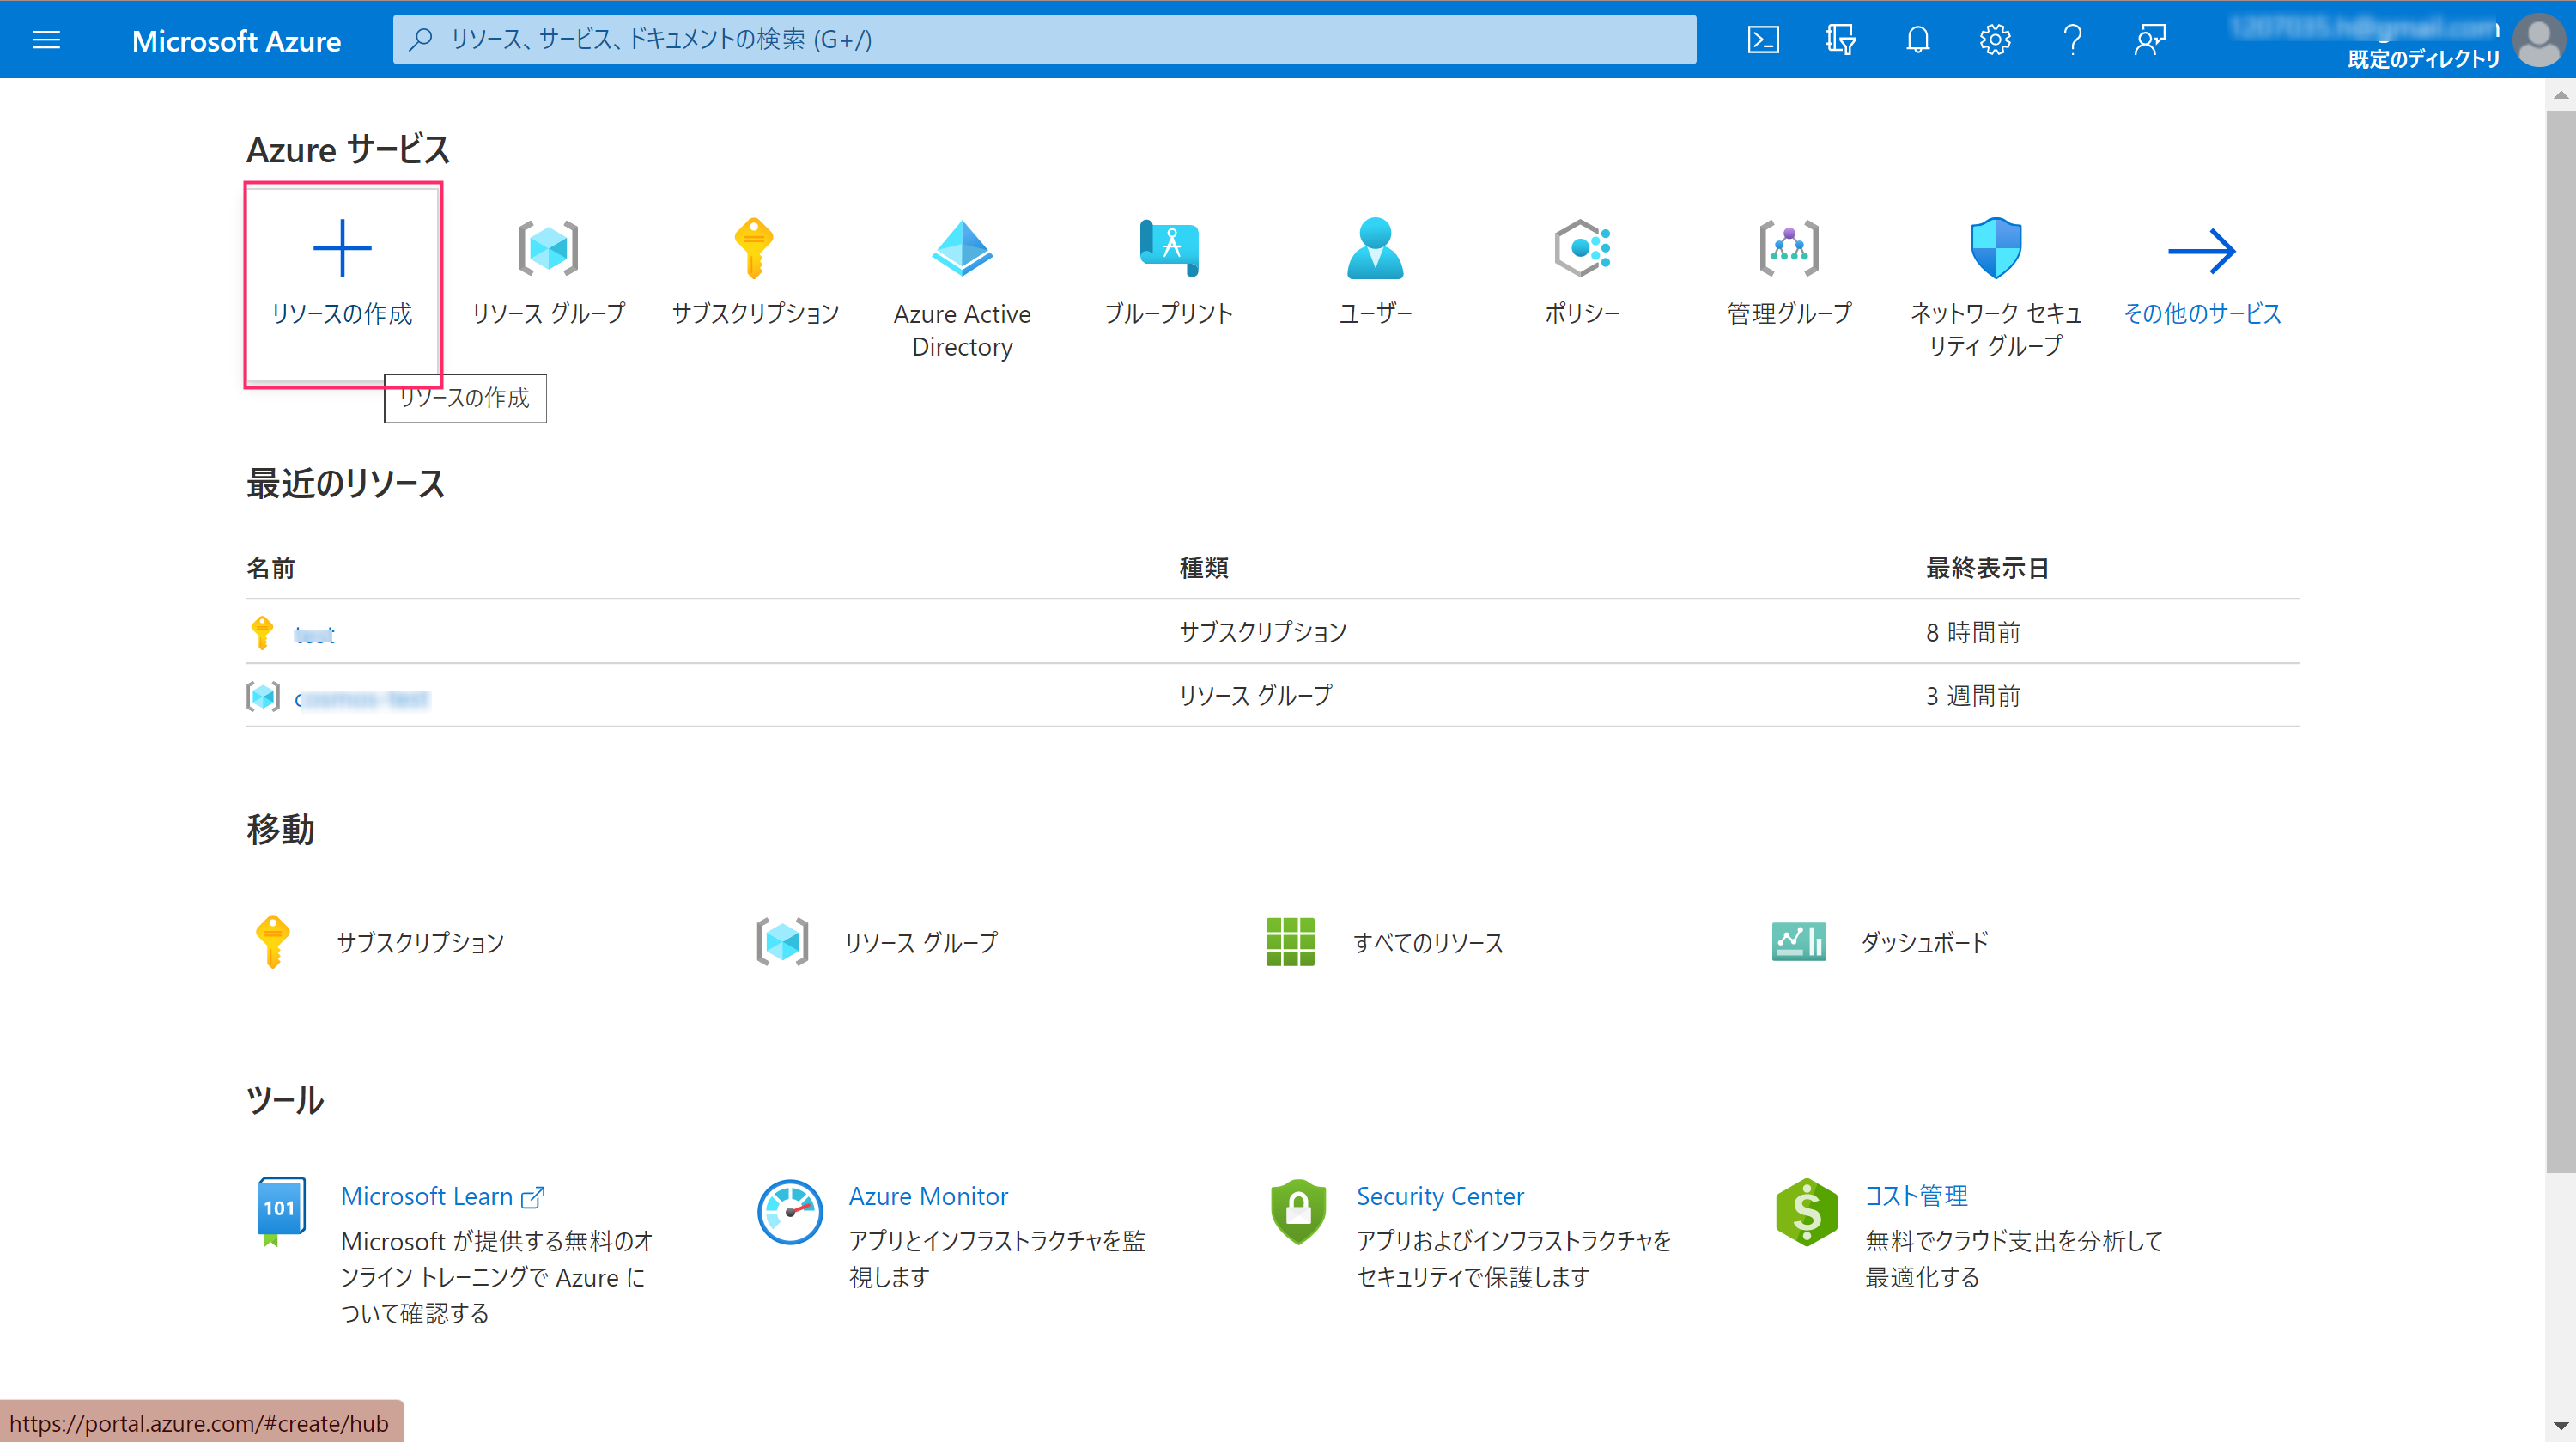 Microsoft Azure
リソース、サービス、ドキュメントの検索 (G+/)
既定のディレクトリ
Azure サービス
リソースの作成
リソース グループ
サブスクリプション
Azure Active
Directory
ブループリント
ユーザー
ポリシー
管理グループ
ネットワーク セキュ
リティ グループ
その他のサービス
リソースの作成
最近のリソース
名前 種類 最終表示日
サブスクリプション 8 時間前
リソース グループ 3 週間前
移動
サブスクリプション
リソース グループ
すべてのリソース
ダッシュボード
ツール
101
Microsoft Learn
Microsoft が提供する無料のオ
ンライン トレーニングで Azure に
ついて確認する
Azure Monitor
アプリとインフラストラクチャを監
視します
Security Center
アプリおよびインフラストラクチャを
セキュリティで保護します
コスト管理
無料でクラウド支出を分析して
最適化する
https://portal.azure.com/#create/hub